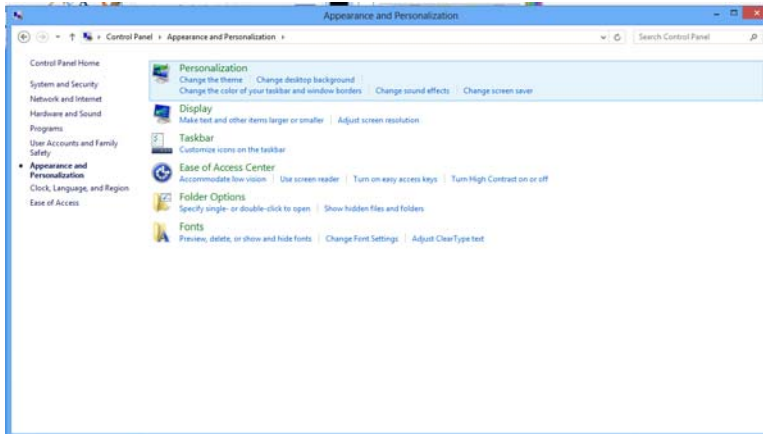 Appearance and Personalization
Control Panel Appearance and Personalization
Search Control Panel
Control Panel Home
System and Security
Network and Internet
Hardware and Sound
Programs
User Accounts and Family
Safety
Appearance and
Personalization
Clock, Language, and Region
Ease of Access
Personalization
Change the theme Change desktop background
Change the color of your taskbar and window borders Change sound effects Change screen saver
Display
Make text and other items larger or smaller Adjust screen resolution
Taskbar
Customize icons on the taskbar
Ease of Access Center
Accommodate low vision Use screen reader Turn on easy access keys Turn High Contrast on or off
Folder Options
Specify single- or double-click to open Show hidden files and folders
Fonts
Preview, delete, or show and hide fonts Change Font Settings Adjust ClearType text